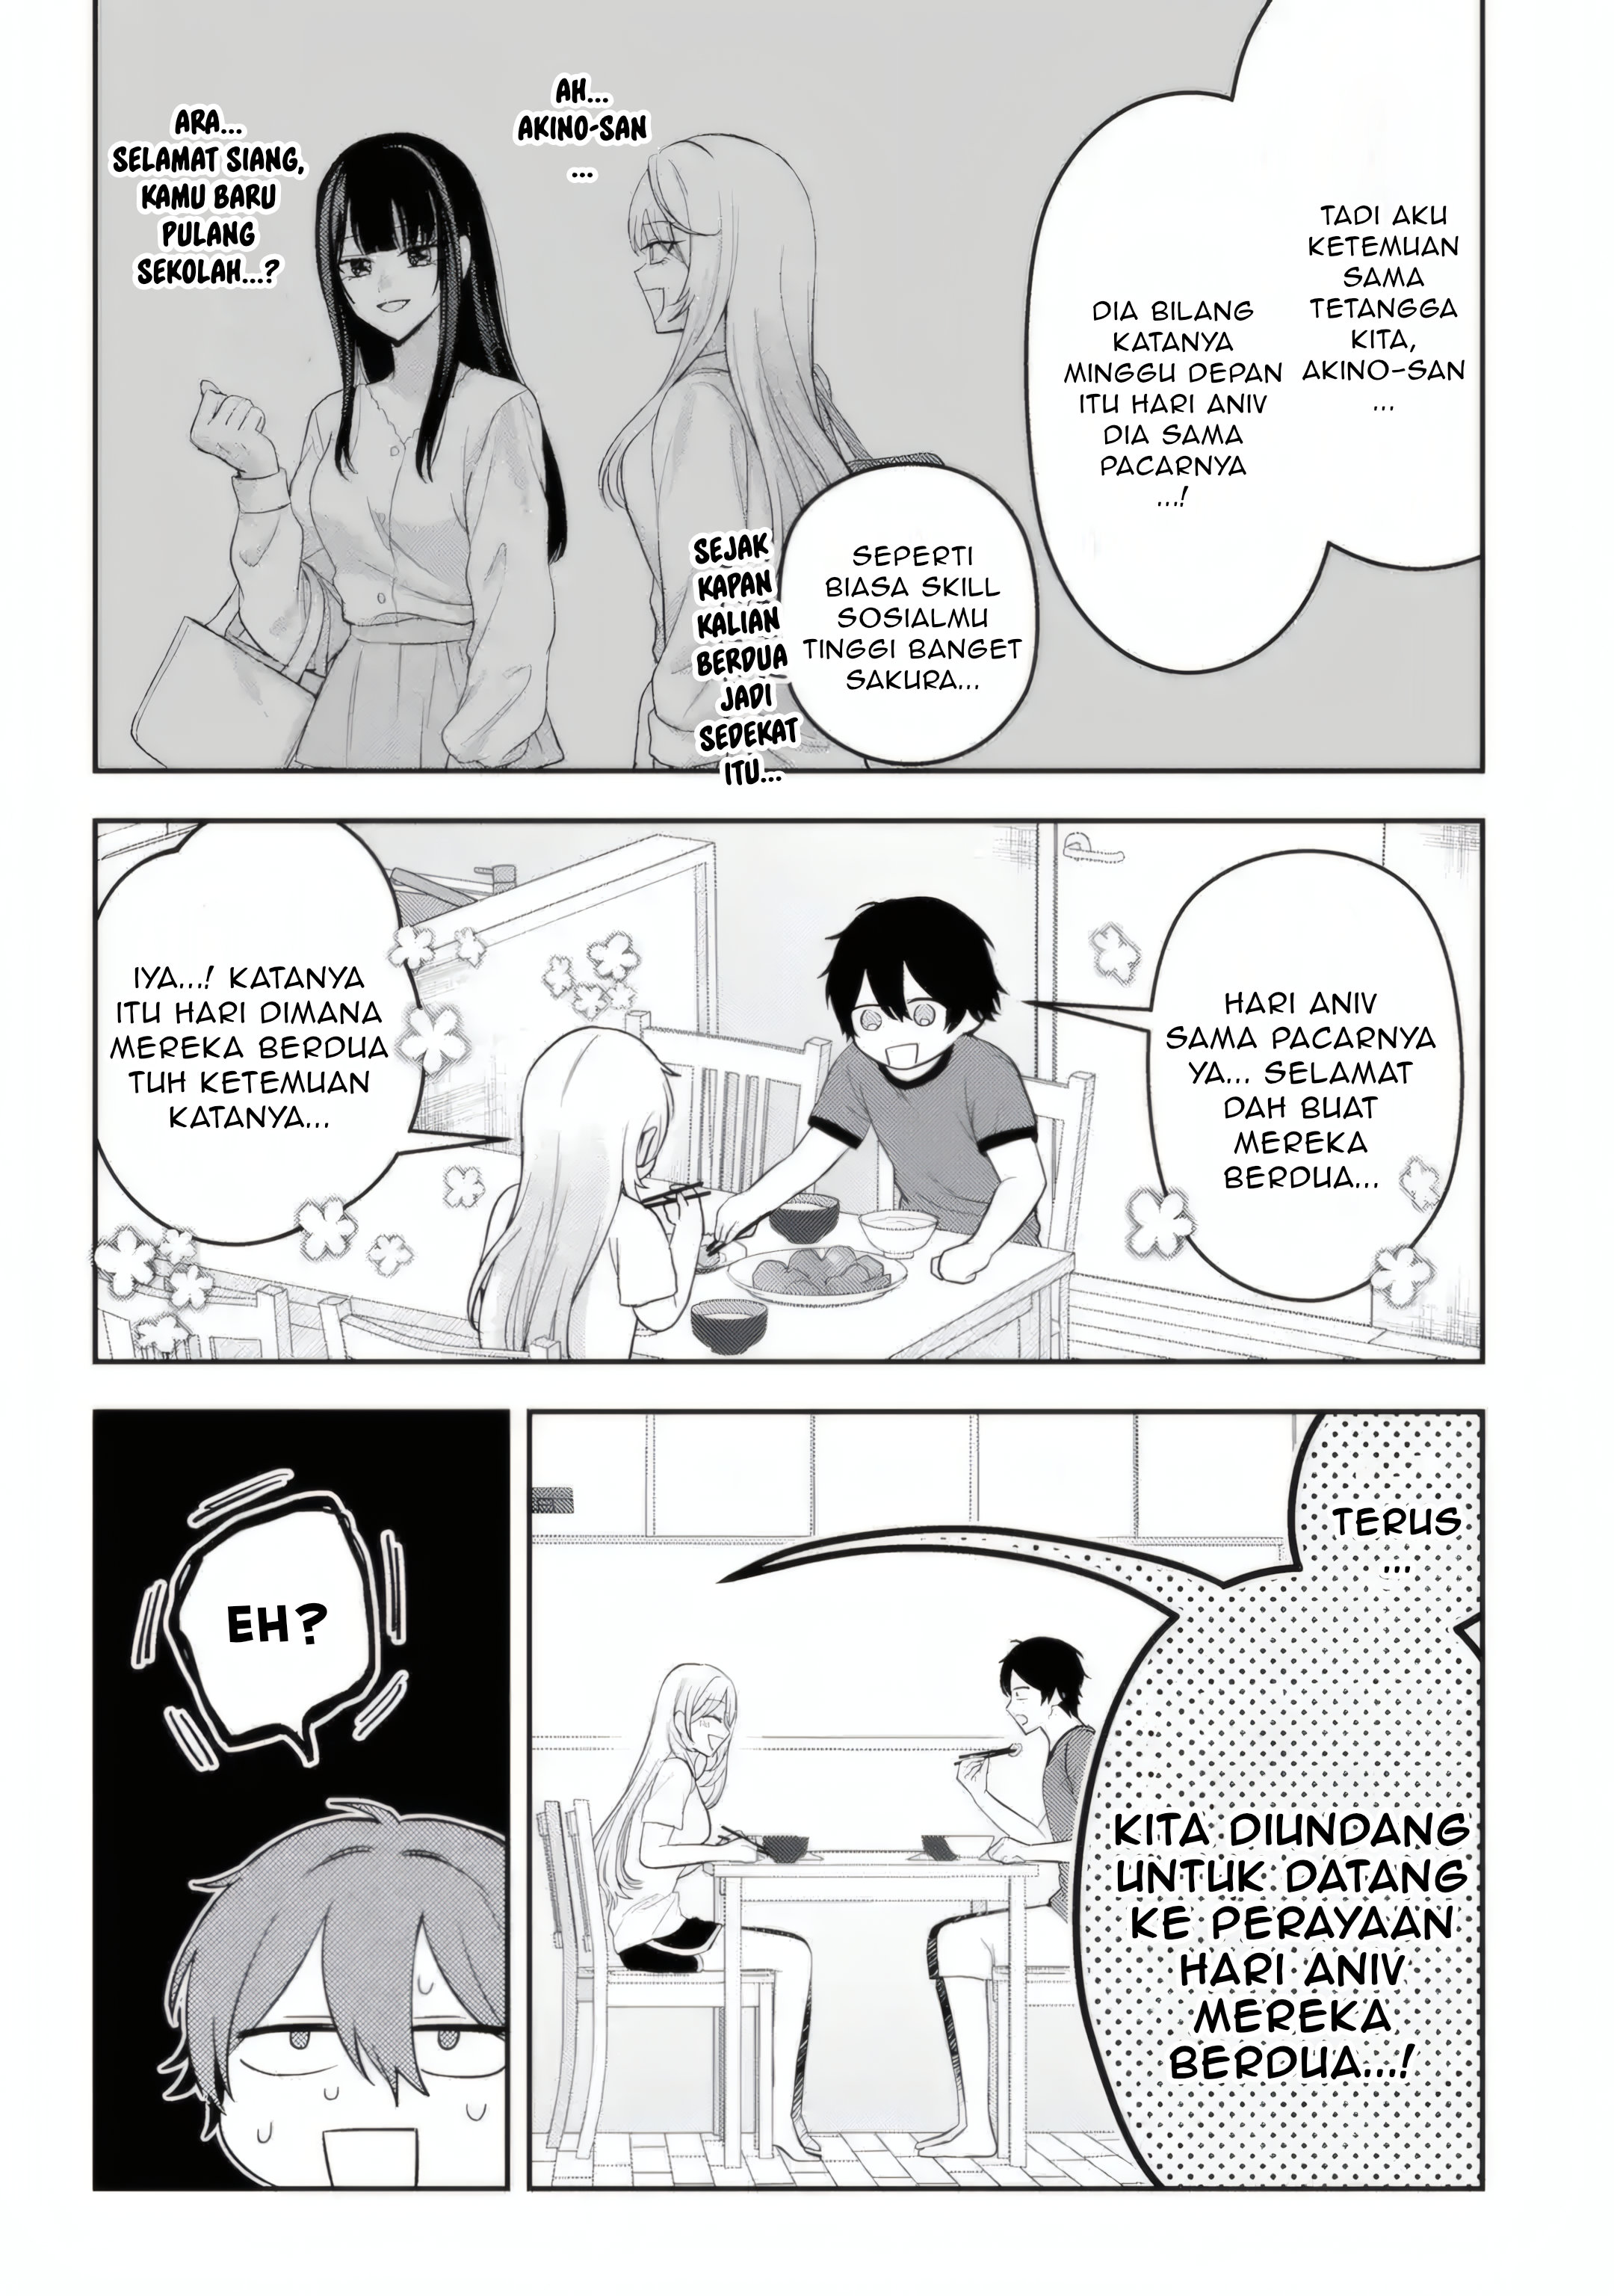 TADI AKU
KETEMUAN
SAMA
TETANGGA
KITA,
AKINO-SAN
...
DIA BILANG
KATANYA
MINGGU DEPAN
ITU HARI ANIV
DIA SAMA
PACARNYA
...!
AH...
AKINO-SAN
...
ARA...
SELAMAT SIANG,
KAMU BARU
PULANG
SEKOLAH...?
SEPERTI
BIASA SKILL
SOSIALMU
TINGGI BANGET
SAKURA...
SEJAK
KAPAN
KALIAN
BERDUA
JADI
SEDEKAT
ITU...
HARI ANIV
SAMA PACARNYA
YA... SELAMAT
DAH BUAT
MEREKA
BERDUA...
IYA...! KATANYA
ITU HARI DIMANA
MEREKA BERDUA
TUH KETEMUAN
KATANYA...
TERUS
...
KITA DIUNDANG
UNTUK DATANG
KE PERAYAAN
HARI ANIV
MEREKA
BERDUA...!
EH?